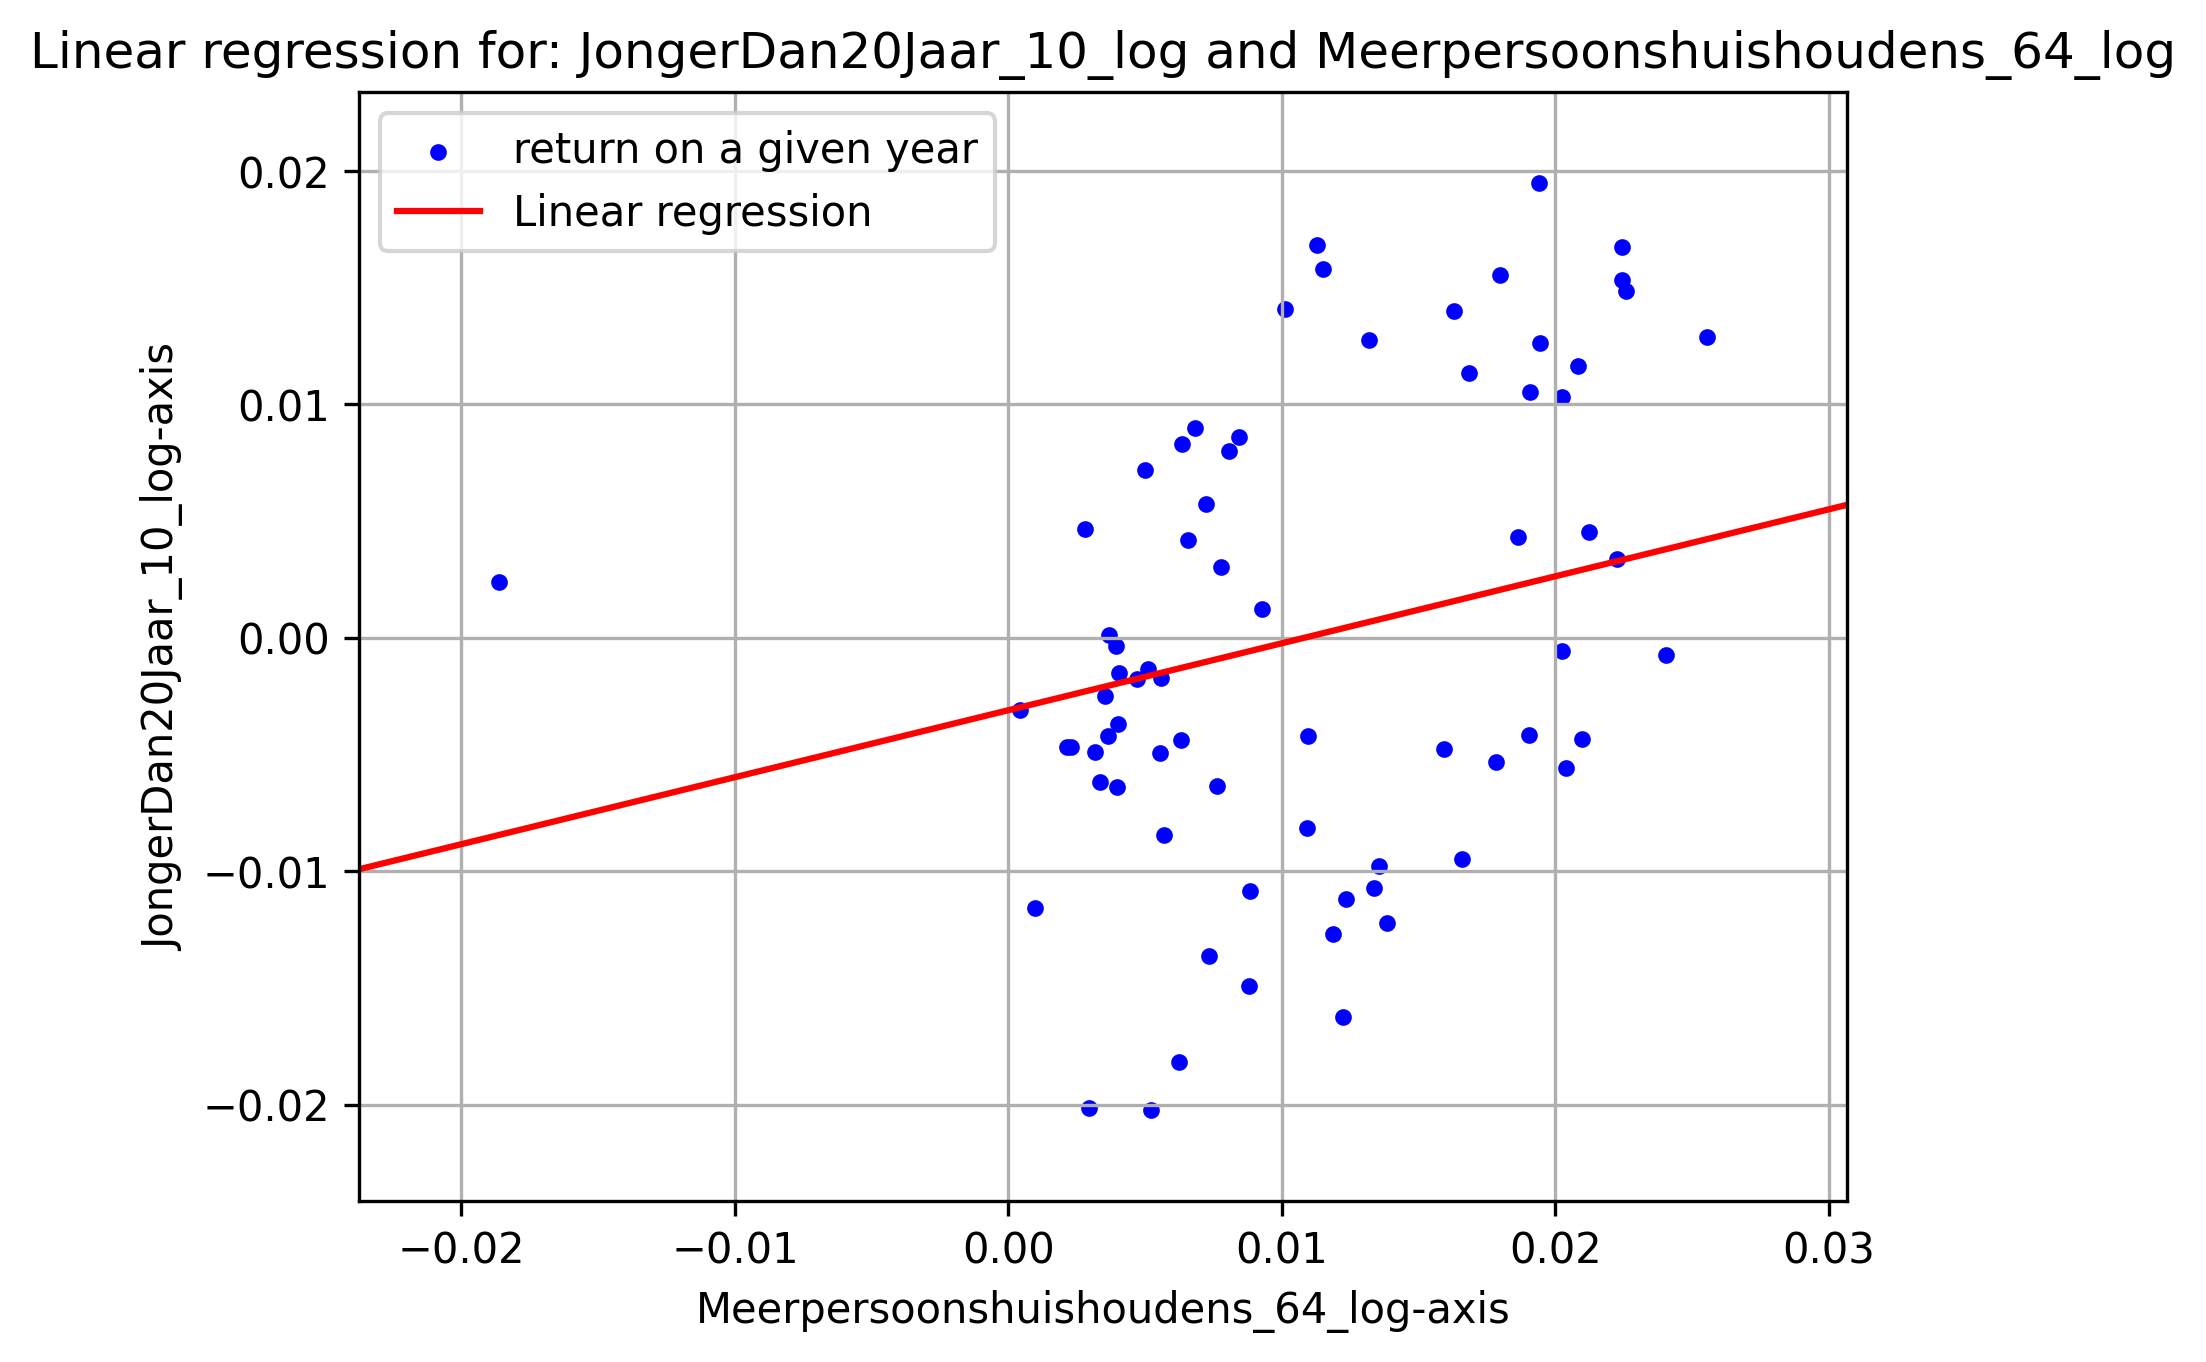 Linear regression for: JongerDan20Jaar_10_log and Meerpersoonshuishoudens_64_log
return on a given year
Linear regression
0.02
0.01
0.00
−0.01
−0.02
JongerDan20Jaar_10_log-axis
−0.02 −0.01 0.00 0.01 0.02 0.03
Meerpersoonshuishoudens_64_log-axis